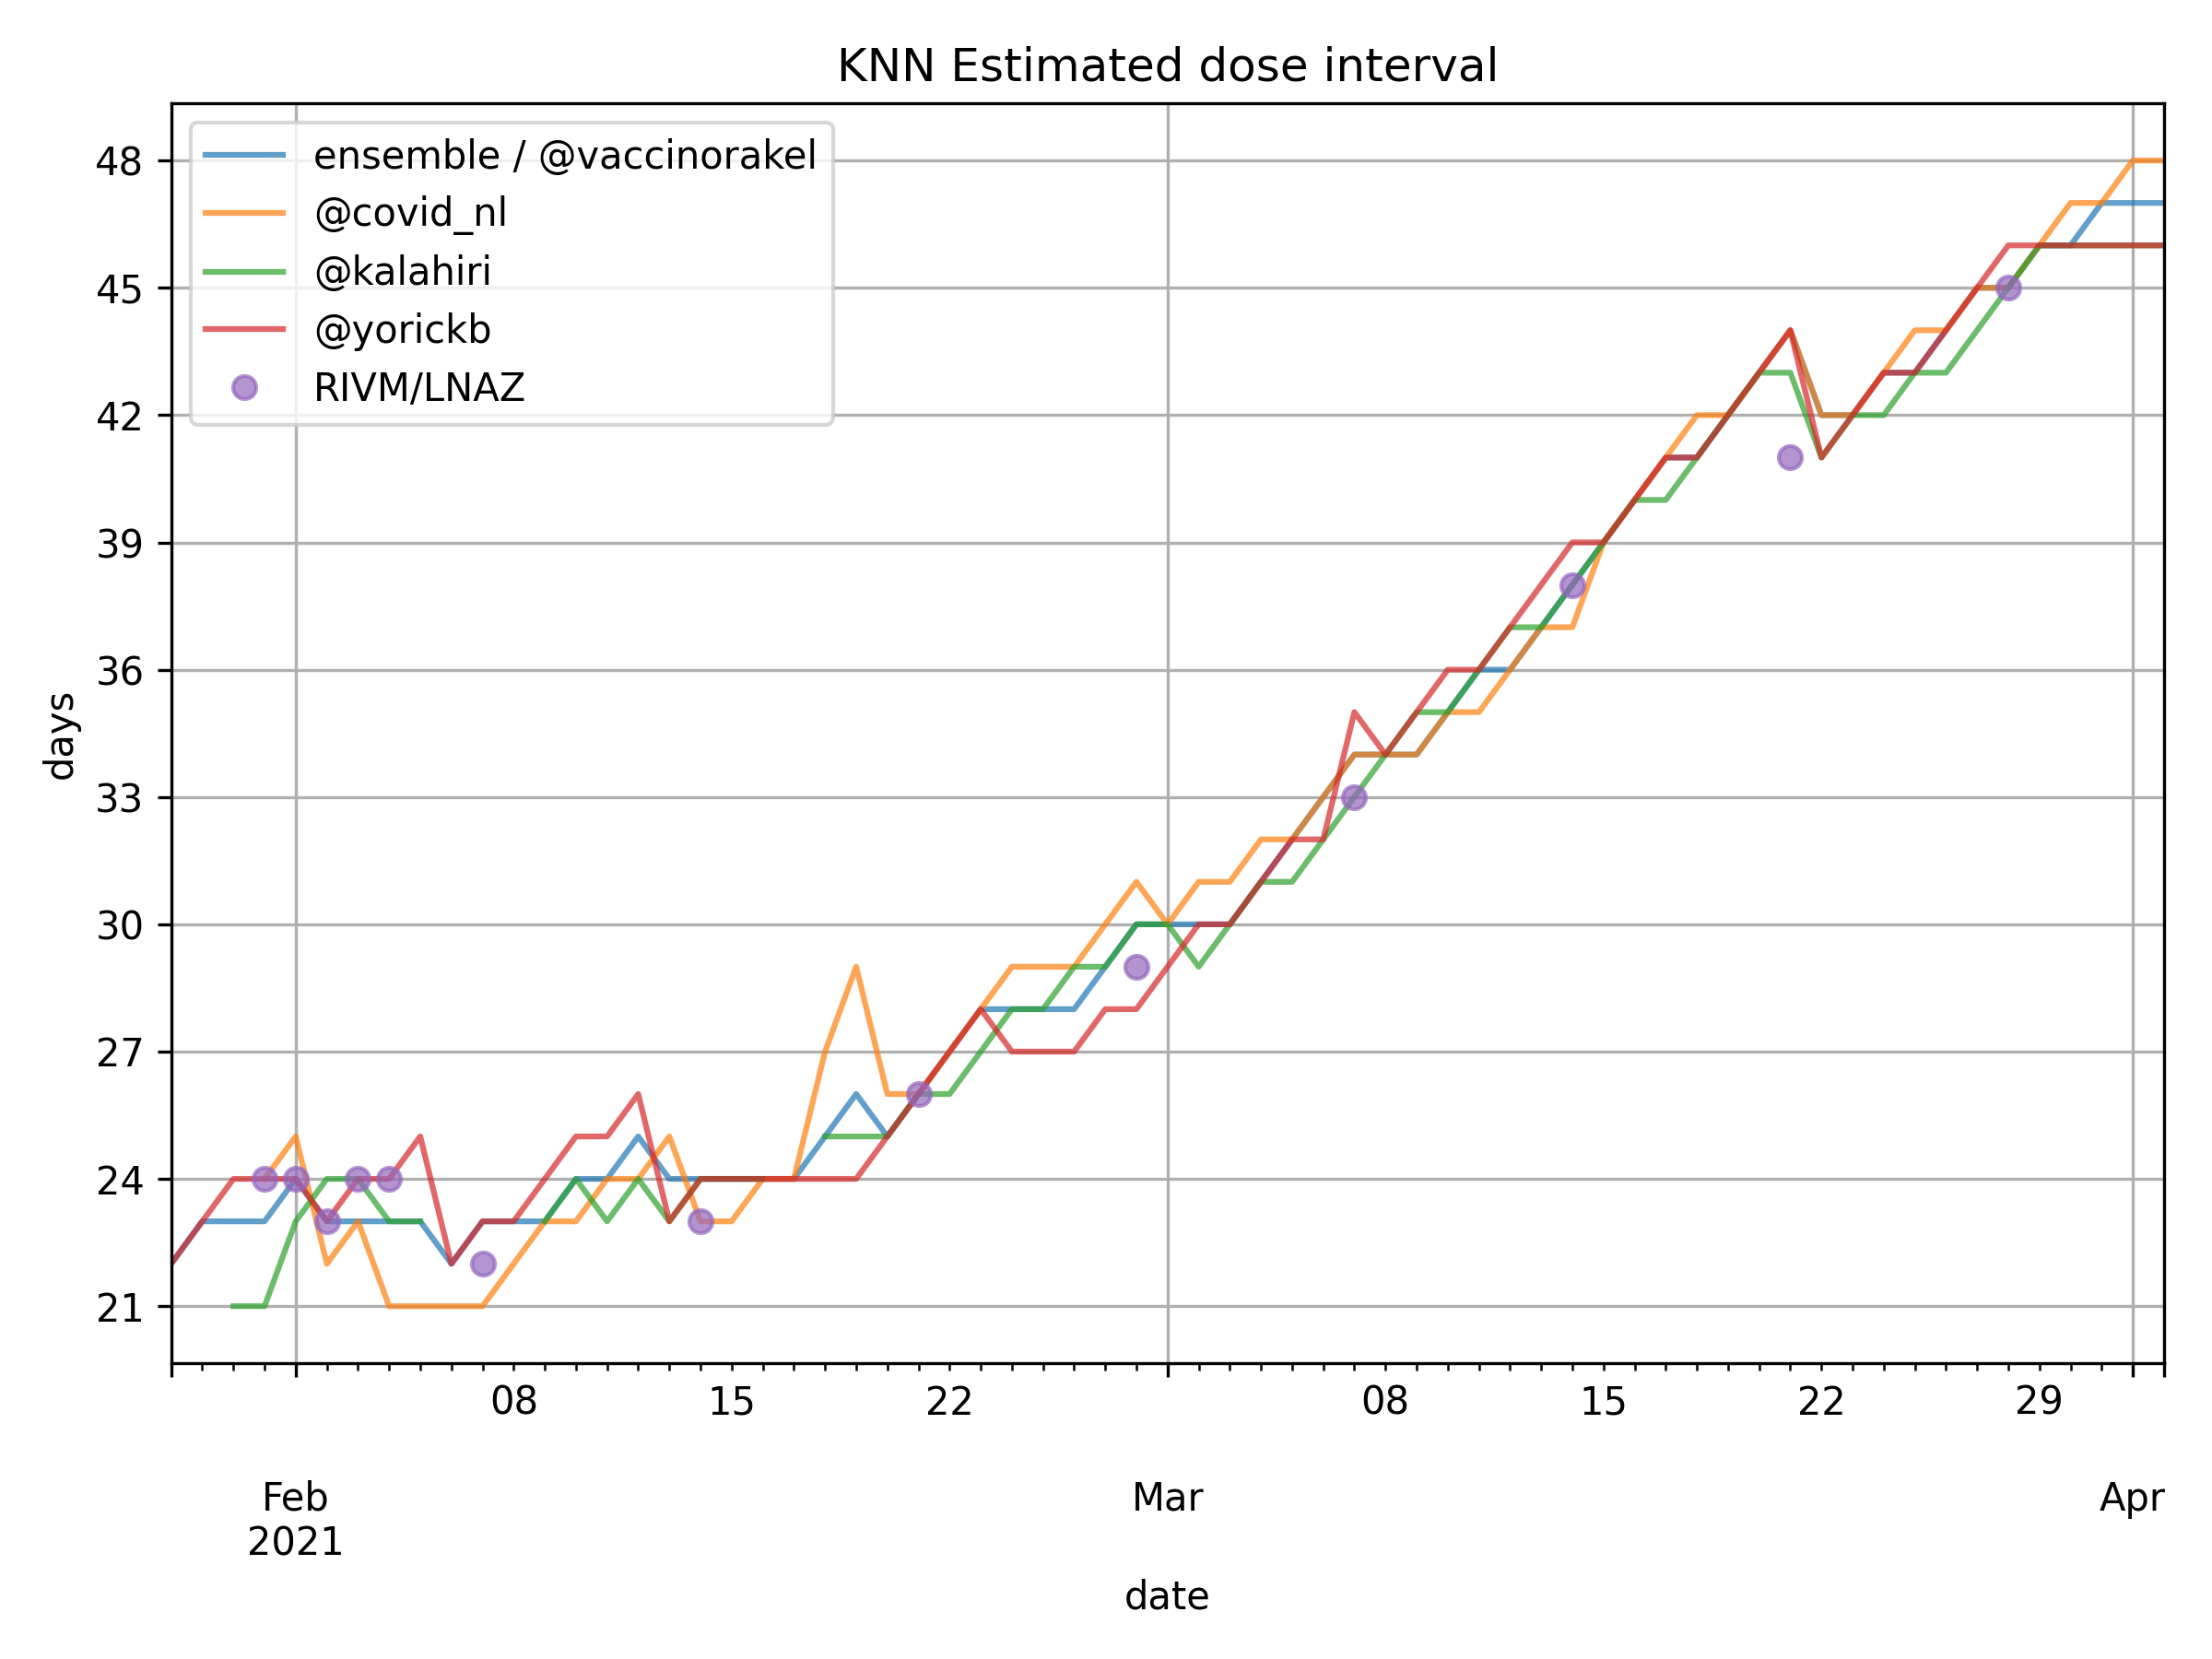 KNN Estimated dose interval
ensemble / @vaccinorakel
@covid_nl
@kalahiri
@yorickb
RIVM/LNAZ
48
45
42
39
36
33
30
27
24
21
days
08 15 22 08 15 22 29
Feb Mar Apr
2021
date